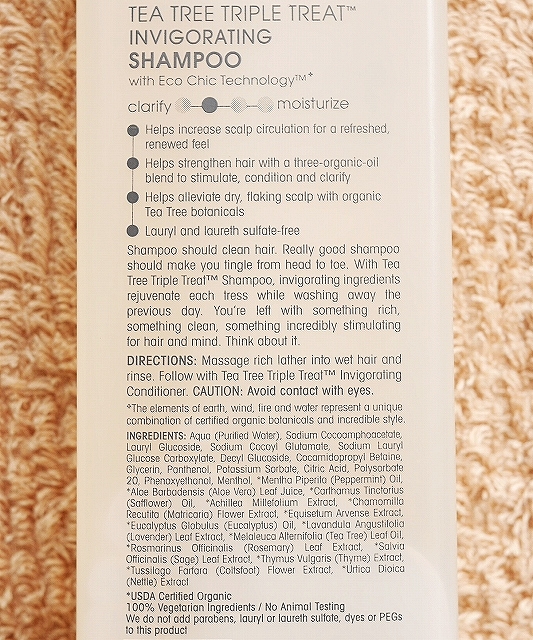 TEA TREE TRIPLE TREAT™
INVIGORATING
SHAMPOO
with Eco Chic Technology™*
clarify moisturize
Helps increase scalp circulation for a refreshed,
renewed feel
Helps strengthen hair with a three-organic-oil
blend to stimulate, condition and clarify
Helps alleviate dry, flaking scalp with organic
Tea Tree botanicals
Lauryl and laureth sulfate-free
Shampoo should clean hair. Really good shampoo
should make you tingle from head to toe. With Tea
Tree Triple Treat™ Shampoo, invigorating ingredients
rejuvenate each tress while washing away the
previous day. You're left with something rich,
something clean, something incredibly stimulating
for hair and mind. Think about it.
DIRECTIONS: Massage rich lather into wet hair and
rinse. Follow with Tea Tree Triple Treat™ Invigorating
Conditioner. CAUTION: Avoid contact with eyes.
*The elements of earth, wind, fire and water represent a unique
combination of certified organic botanicals and incredible style.
INGREDIENTS: Aqua (Purified Water), Sodium Cocoamphoacetate,
Lauryl Glucoside, Sodium Cocoyl Glutamate, Sodium Lauryl
Glucose Carboxylate, Decyl Glucoside, Cocamidopropyl Betaine,
Glycerin, Panthenol, Potassium Sorbate, Citric Acid, Polysorbate
20, Phenoxyethanol, Menthol, *Mentha Piperita (Peppermint) Oil,
*Aloe Barbadensis (Aloe Vera) Leaf Juice, *Carthamus Tinctorius
(Safflower) Oil, *Achillea Millefolium Extract, *Chamomilla
Recutita (Matricaria) Flower Extract, *Equisetum Arvense Extract,
*Eucalyptus Globulus (Eucalyptus) Oil, *Lavandula Angustifolia
(Lavender) Leaf Extract, *Melaleuca Alternifolia (Tea Tree) Leaf Oil,
*Rosmarinus Officinalis (Rosemary) Leaf Extract, *Salvia
Officinalis (Sage) Leaf Extract, *Thymus Vulgaris (Thyme) Extract,
*Tussilago Farfara (Coltsfoot) Flower Extract, *Urtica Dioica
(Nettle) Extract
*USDA Certified Organic
100% Vegetarian Ingredients / No Animal Testing
We do not add parabens, lauryl or laureth sulfate, dyes or PEGs
to this product